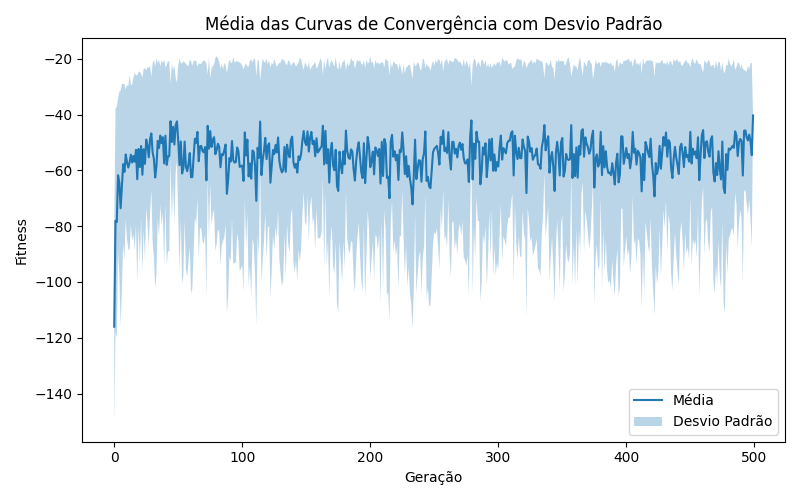 Média das Curvas de Convergência com Desvio Padrão
−20
−40
−60
−80
−100
−120
−140
Fitness
0
100
200
300
400
500
Geração
Média
Desvio Padrão